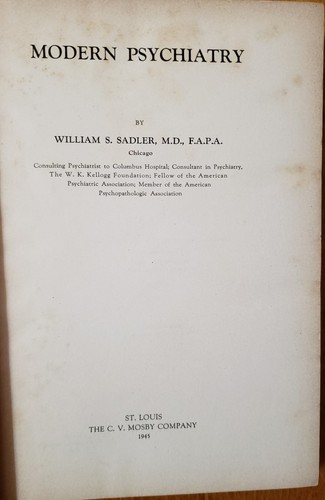 MODERN PSYCHIATRY
BY
WILLIAM S. SADLER, M.D., F.A.P.A.
Chicago
Consulting Psychiatrist to Columbus Hospital; Consultant in Psychiatry,
The W. K. Kellogg Foundation; Fellow of the American
Psychiatric Association; Member of the American
Psychopathologic Association
ST. LOUIS
THE C. V. MOSBY COMPANY
1945